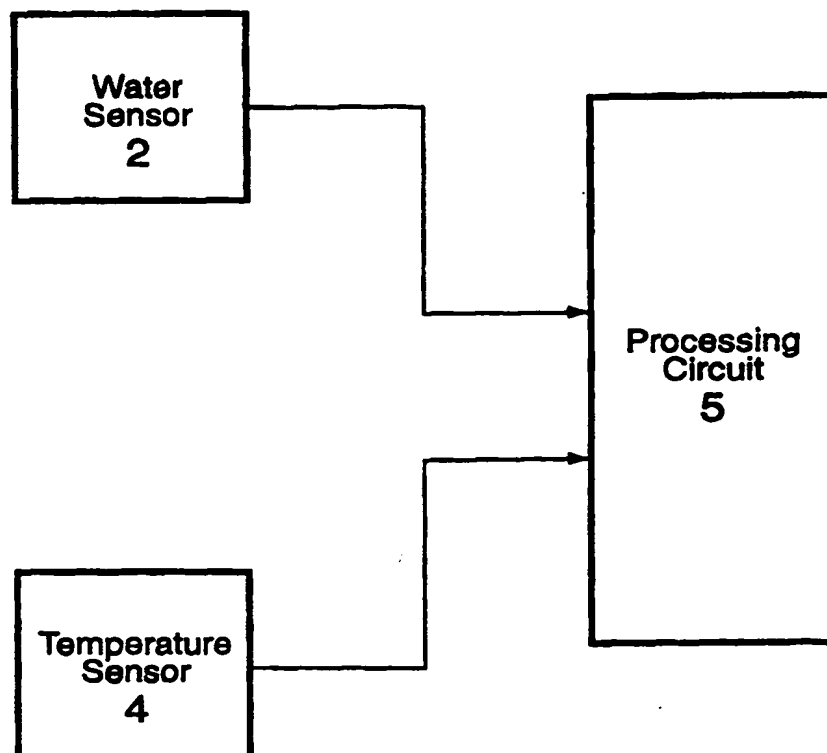 Water
Sensor
2
Processing
Circuit
5
Temperature
Sensor
4